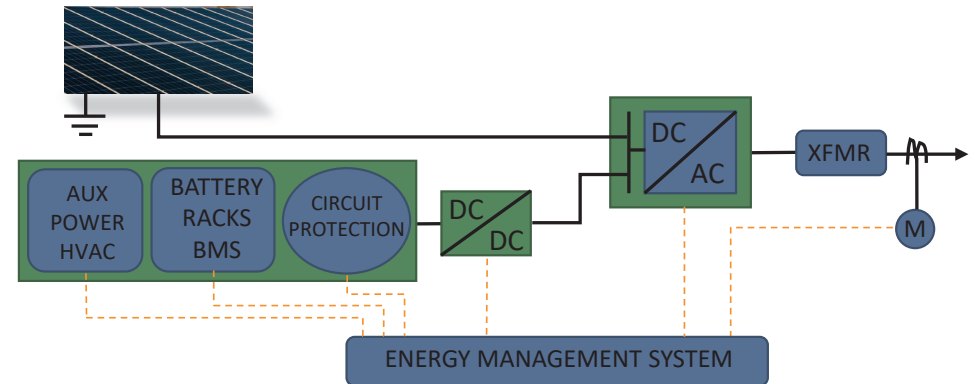 DC
AC
XFMR
AUX
POWER
HVAC
BATTERY
RACKS
BMS
CIRCUIT
PROTECTION
DC
DC
M
ENERGY MANAGEMENT SYSTEM